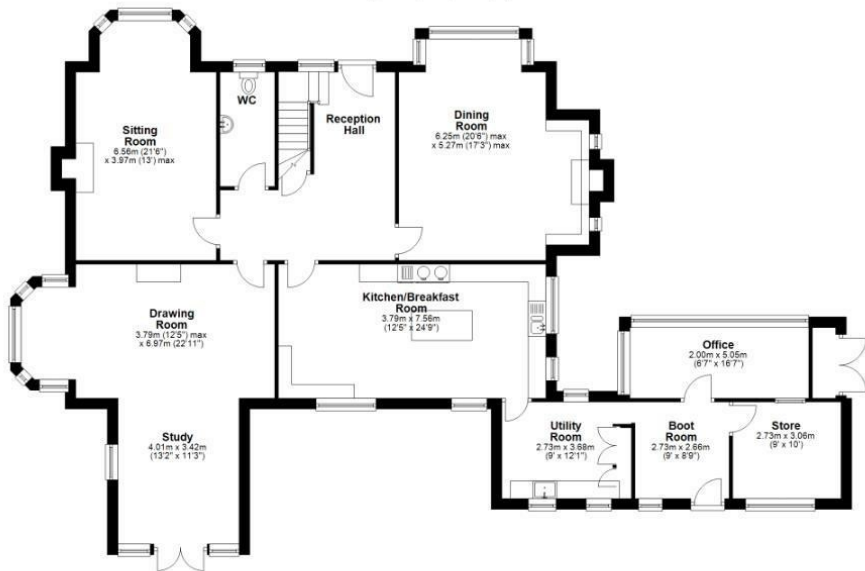 WC
Sitting
Room
6.56m (21'6")
x 3.97m (13') max
Reception
Hall
Dining
Room
6.25m (20'6") max
x 5.27m (17'3") max
Drawing
Room
3.79m (12'5") max
x 6.97m (22'11")
Kitchen/Breakfast
Room
3.79m x 7.56m
(12'5" x 24'9")
Office
2.00m x 5.05m
(6'7" x 16'7")
Study
4.01m x 3.42m
(13'2" x 11'3")
Utility
Room
2.73m x 3.68m
(9' x 12'1")
Boot
Room
2.73m x 2.66m
(9' x 8'9")
Store
2.73m x 3.06m
(9' x 10')